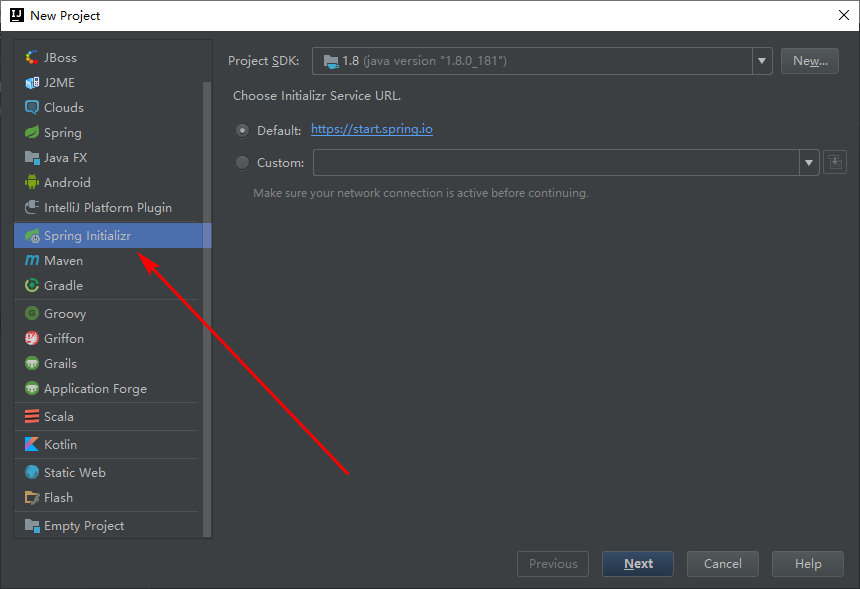 New Project
JBoss
J2ME
Clouds
Spring
Java FX
Android
IntelliJ Platform Plugin
Spring Initializr
Maven
Gradle
Groovy
Griffon
Grails
Application Forge
Scala
Kotlin
Static Web
Flash
Empty Project
Project SDK: 1.8 (java version "1.8.0_181") New...
Choose Initializr Service URL.
Default: https://start.spring.io
Custom:
Make sure your network connection is active before continuing.
Previous Next Cancel Help